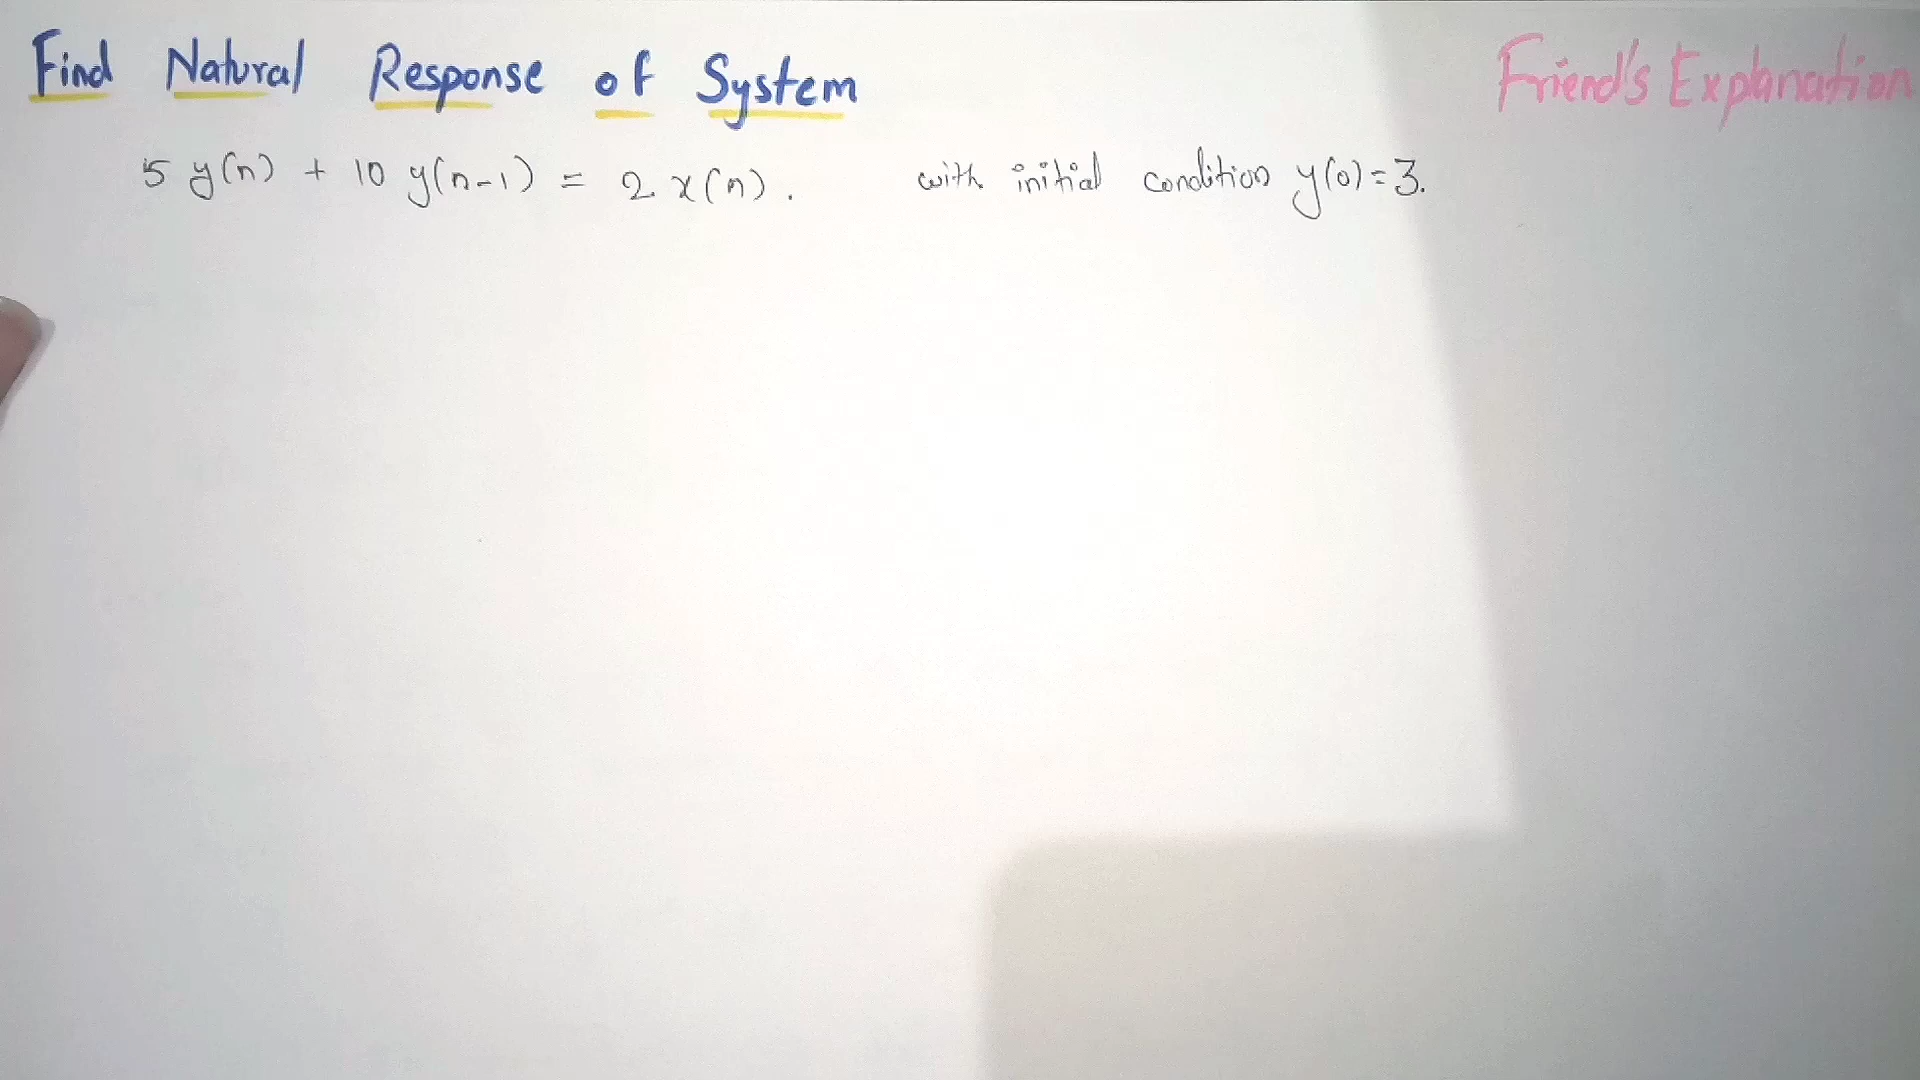 Find Natural Response of System
Friend's Explanation
5 y(n) + 10 y(n-1) = 2 x(n). with initial condition y(0)=3.